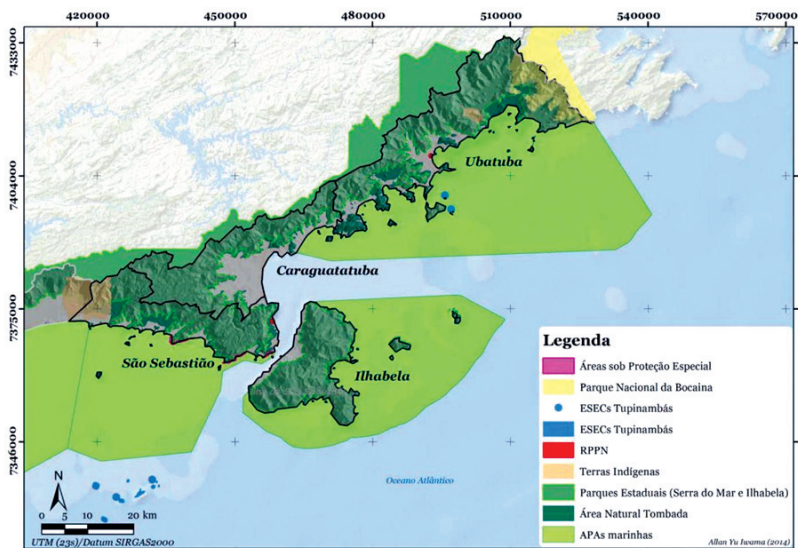 420000 450000 480000 510000 540000 570000
7433000
7404000
7375000
7346000
Ubatuba
Caraguatatuba
São Sebastião
Ilhabela
Oceano Atlântico
N
0 5 10 20 km
UTM (23s)/Datum SIRGAS2000
Legenda
Áreas sob Proteção Especial
Parque Nacional da Bocaina
ESECs Tupinambás
ESECs Tupinambás
RPPN
Terras Indígenas
Parques Estaduais (Serra do Mar e Ilhabela)
Área Natural Tombada
APAs marinhas
Allan Yu Iwama (2014)